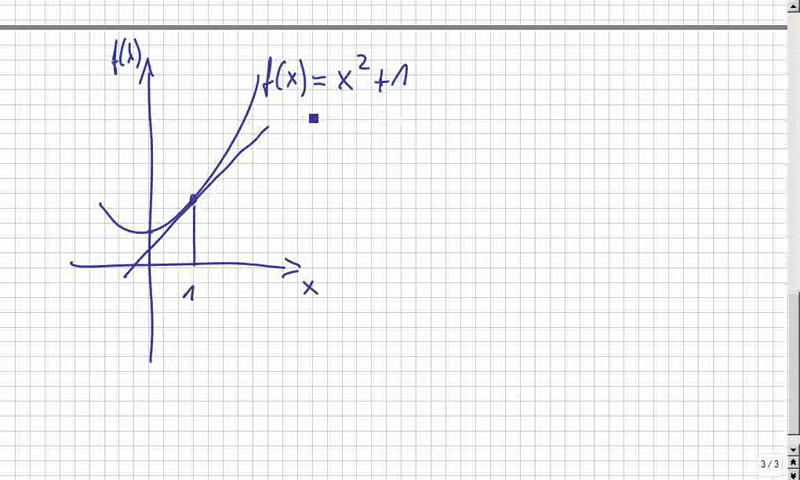 f(x)
f(x) = x² + 1
1
x
3 / 3